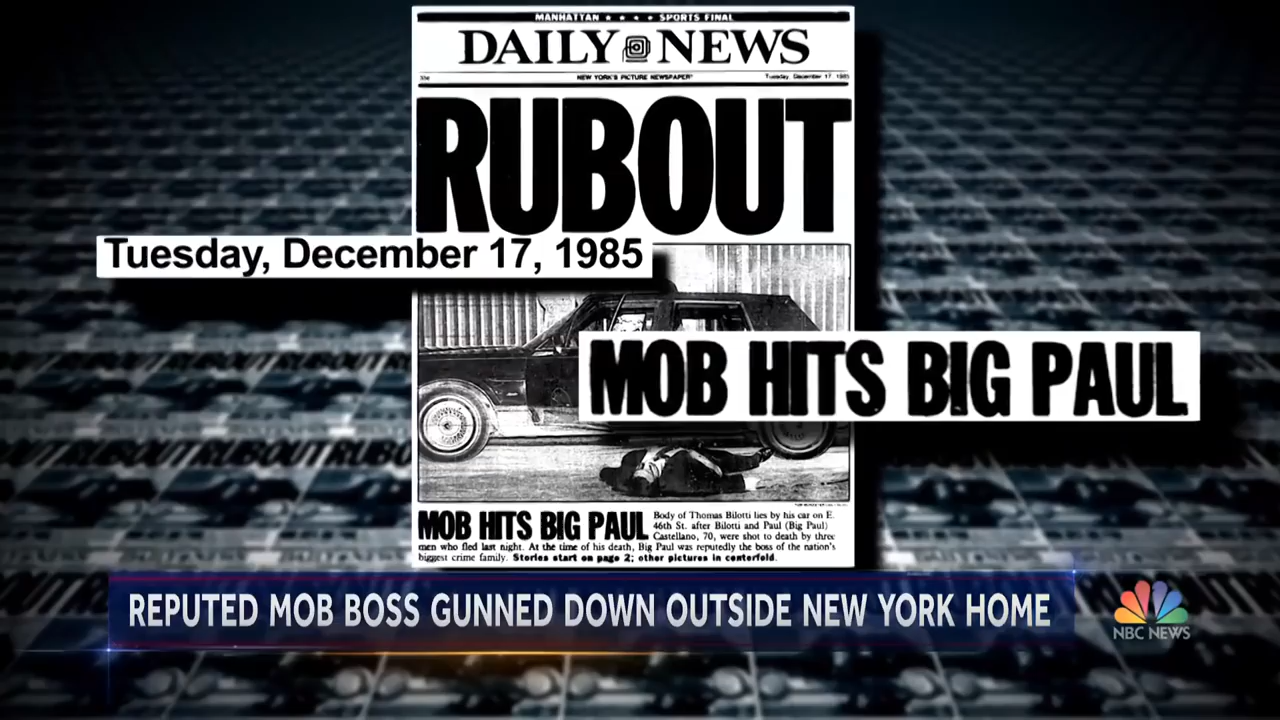 MANHATTAN ★ ★ ★ ★ SPORTS FINAL
DAILY NEWS
35¢ NEW YORK'S PICTURE NEWSPAPER® Tuesday, December 17, 1985
RUBOUT
Tuesday, December 17, 1985
MOB HITS BIG PAUL
MOB HITS BIG PAUL
Body of Thomas Bilotti lies by his car on E.
46th St. after Bilotti and Paul (Big Paul)
Castellano, 70, were shot to death by three
men who fled last night. At the time of his death, Big Paul was reputedly the boss of the nation's
biggest crime family. Stories start on page 2; other pictures in centerfold.
REPUTED MOB BOSS GUNNED DOWN OUTSIDE NEW YORK HOME
NBC NEWS
RUBOUT